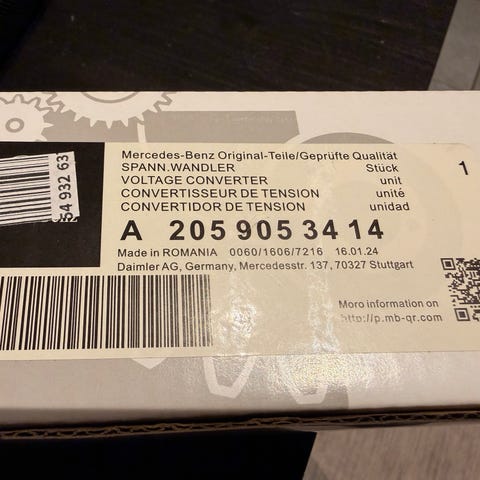 Mercedes-Benz Original-Teile/Geprüfte Qualität
SPANN.WANDLER Stück 1
VOLTAGE CONVERTER unit
CONVERTISSEUR DE TENSION unité
CONVERTIDOR DE TENSION unidad
A 205 905 34 14
Made in ROMANIA 0060/1606/7216 16.01.24
Daimler AG, Germany, Mercedesstr. 137, 70327 Stuttgart
More information on
http://p.mb-qr.com
54 932 63